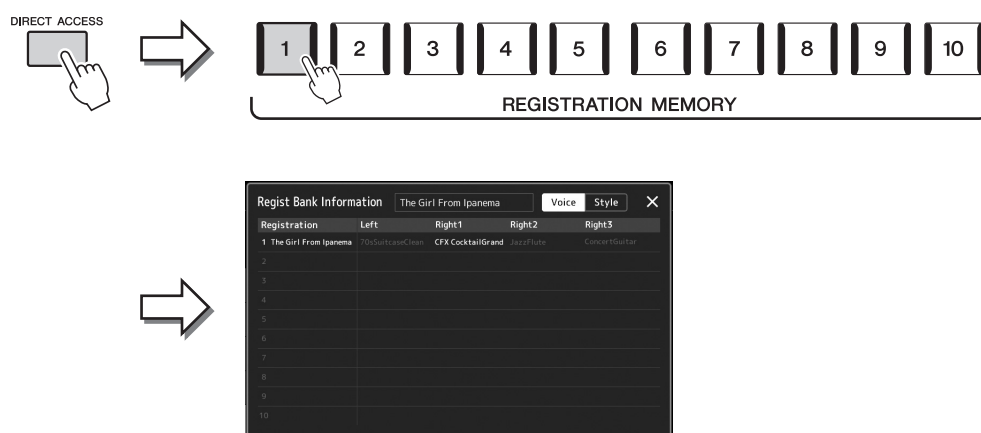 DIRECT ACCESS
1 2 3 4 5 6 7 8 9 10
REGISTRATION MEMORY
Regist Bank Information The Girl From Ipanema Voice Style ×
Registration Left Right1 Right2 Right3
1 The Girl From Ipanema 70sSuitcaseClean CFX CocktailGrand JazzFlute ConcertGuitar
2
3
4
5
6
7
8
9
10